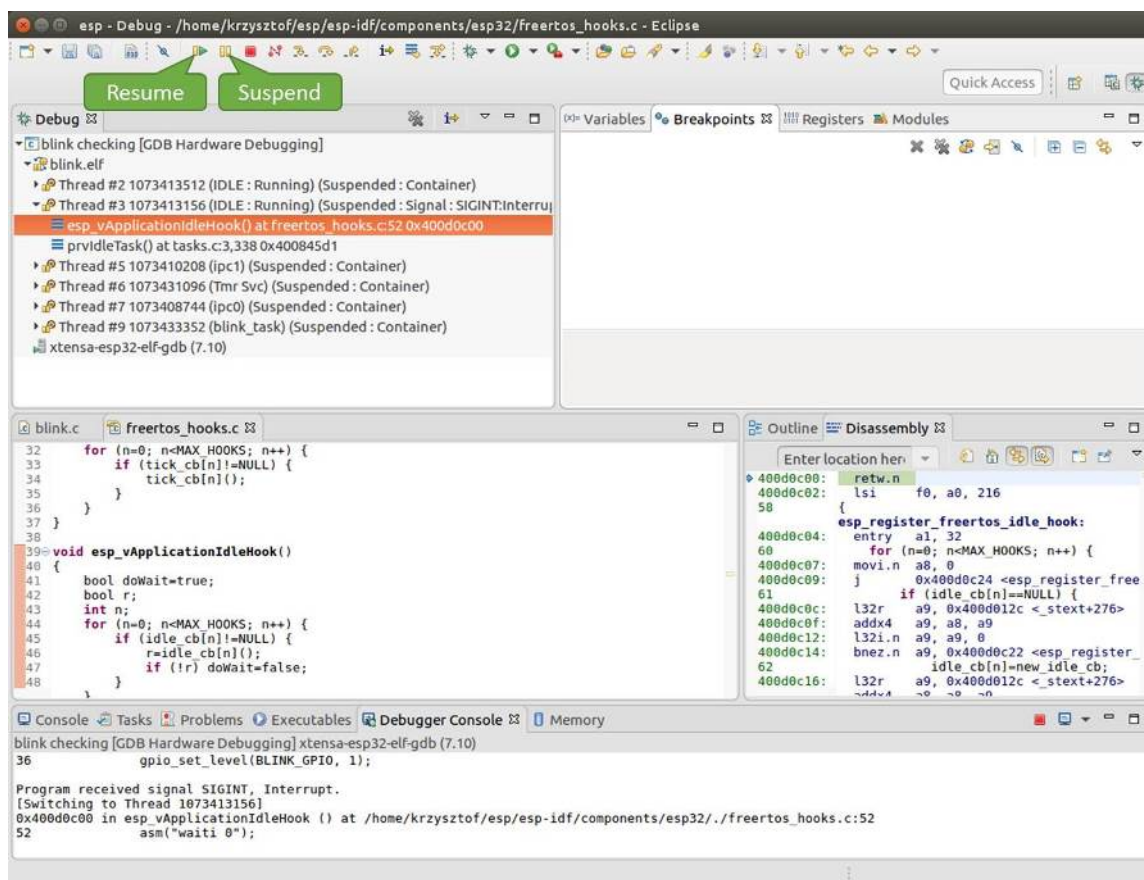 esp - Debug - /home/krzysztof/esp/esp-idf/components/esp32/freertos_hooks.c - Eclipse
Resume
Suspend
Quick Access
Debug
blink checking [GDB Hardware Debugging]
blink.elf
Thread #2 1073413512 (IDLE : Running) (Suspended : Container)
Thread #3 1073413156 (IDLE : Running) (Suspended : Signal : SIGINT:Interru
esp_vApplicationIdleHook() at freertos_hooks.c:52 0x400d0c00
prvIdleTask() at tasks.c:3,338 0x400845d1
Thread #5 1073410208 (ipc1) (Suspended : Container)
Thread #6 1073431096 (Tmr Svc) (Suspended : Container)
Thread #7 1073408744 (ipc0) (Suspended : Container)
Thread #9 1073433352 (blink_task) (Suspended : Container)
xtensa-esp32-elf-gdb (7.10)
(x)= Variables Breakpoints Registers Modules
blink.c freertos_hooks.c
32 for (n=0; n<MAX_HOOKS; n++) {
33 if (tick_cb[n]!=NULL) {
34 tick_cb[n]();
35 }
36 }
37 }
38
39 void esp_vApplicationIdleHook()
40 {
41 bool doWait=true;
42 bool r;
43 int n;
44 for (n=0; n<MAX_HOOKS; n++) {
45 if (idle_cb[n]!=NULL) {
46 r=idle_cb[n]();
47 if (!r) doWait=false;
48 }
}
Outline Disassembly
Enter location her
400d0c00: retw.n
400d0c02: lsi f0, a0, 216
58 {
esp_register_freertos_idle_hook:
400d0c04: entry a1, 32
60 for (n=0; n<MAX_HOOKS; n++) {
400d0c07: movi.n a8, 0
400d0c09: j 0x400d0c24 <esp_register_free
61 if (idle_cb[n]==NULL) {
400d0c0c: l32r a9, 0x400d012c <_stext+276>
400d0c0f: addx4 a9, a8, a9
400d0c12: l32i.n a9, a9, 0
400d0c14: bnez.n a9, 0x400d0c22 <esp_register_
62 idle_cb[n]=new_idle_cb;
400d0c16: l32r a9, 0x400d012c <_stext+276>
addx4 a8, a8, a9
Console Tasks Problems Executables Debugger Console Memory
blink checking [GDB Hardware Debugging] xtensa-esp32-elf-gdb (7.10)
36 gpio_set_level(BLINK_GPIO, 1);
Program received signal SIGINT, Interrupt.
[Switching to Thread 1073413156]
0x400d0c00 in esp_vApplicationIdleHook () at /home/krzysztof/esp/esp-idf/components/esp32/./freertos_hooks.c:52
52 asm("waiti 0");